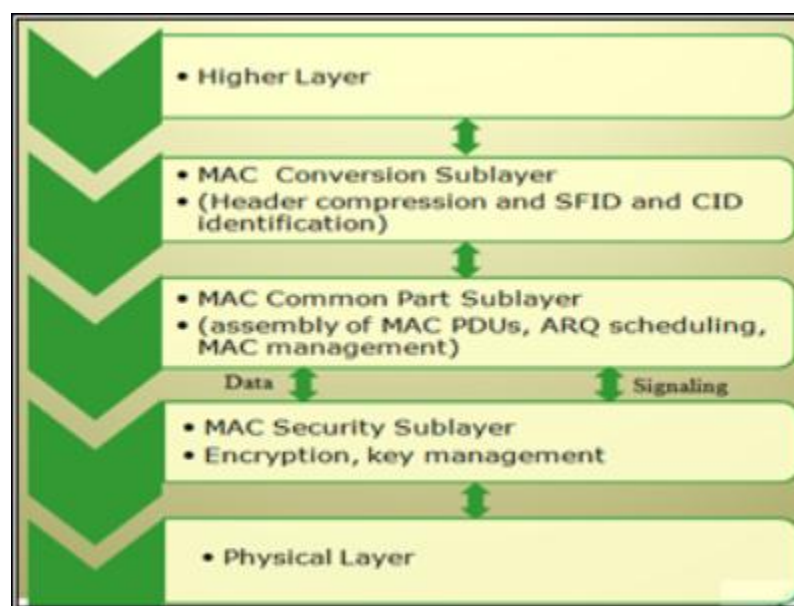 • Higher Layer
• MAC Conversion Sublayer
• (Header compression and SFID and CID
identification)
• MAC Common Part Sublayer
• (assembly of MAC PDUs, ARQ scheduling,
MAC management)
Data Signaling
• MAC Security Sublayer
• Encryption, key management
• Physical Layer